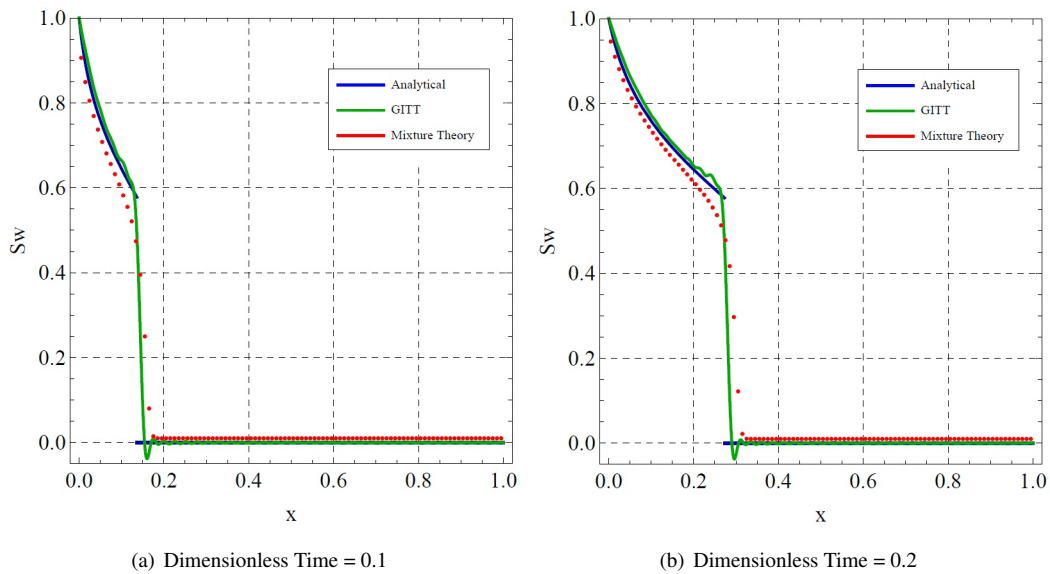 1.0
0.8
0.6
0.4
0.2
0.0
Sw
Analytical
GITT
Mixture Theory
0.0 0.2 0.4 0.6 0.8 1.0
x
(a) Dimensionless Time = 0.1
1.0
0.8
0.6
0.4
0.2
0.0
Sw
Analytical
GITT
Mixture Theory
0.0 0.2 0.4 0.6 0.8 1.0
x
(b) Dimensionless Time = 0.2